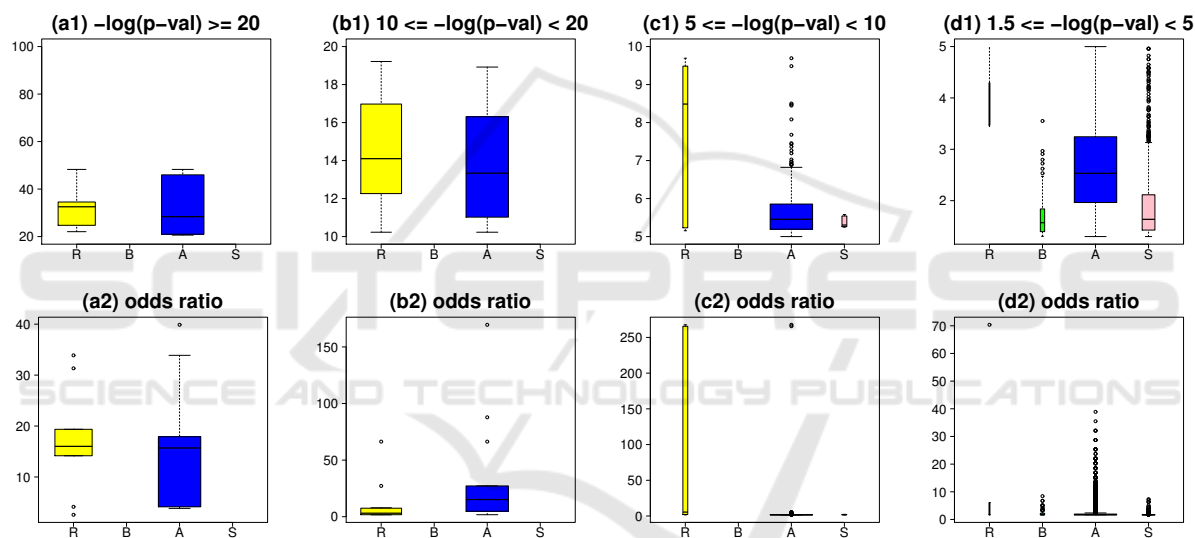 (a1) −log(p−val) >= 20
(b1) 10 <= −log(p−val) < 20
(c1) 5 <= −log(p−val) < 10
(d1) 1.5 <= −log(p−val) < 5
100
80
60
40
20
R B A S
20
18
16
14
12
10
R B A S
10
9
8
7
6
5
R B A S
5
4
3
2
R B A S
(a2) odds ratio
(b2) odds ratio
(c2) odds ratio
(d2) odds ratio
40
30
20
10
R B A S
150
100
50
0
R B A S
250
200
150
100
50
0
R B A S
70
60
50
40
30
20
10
0
R B A S
SCITEPRESS
SCIENCE AND TECHNOLOGY PUBLICATIONS